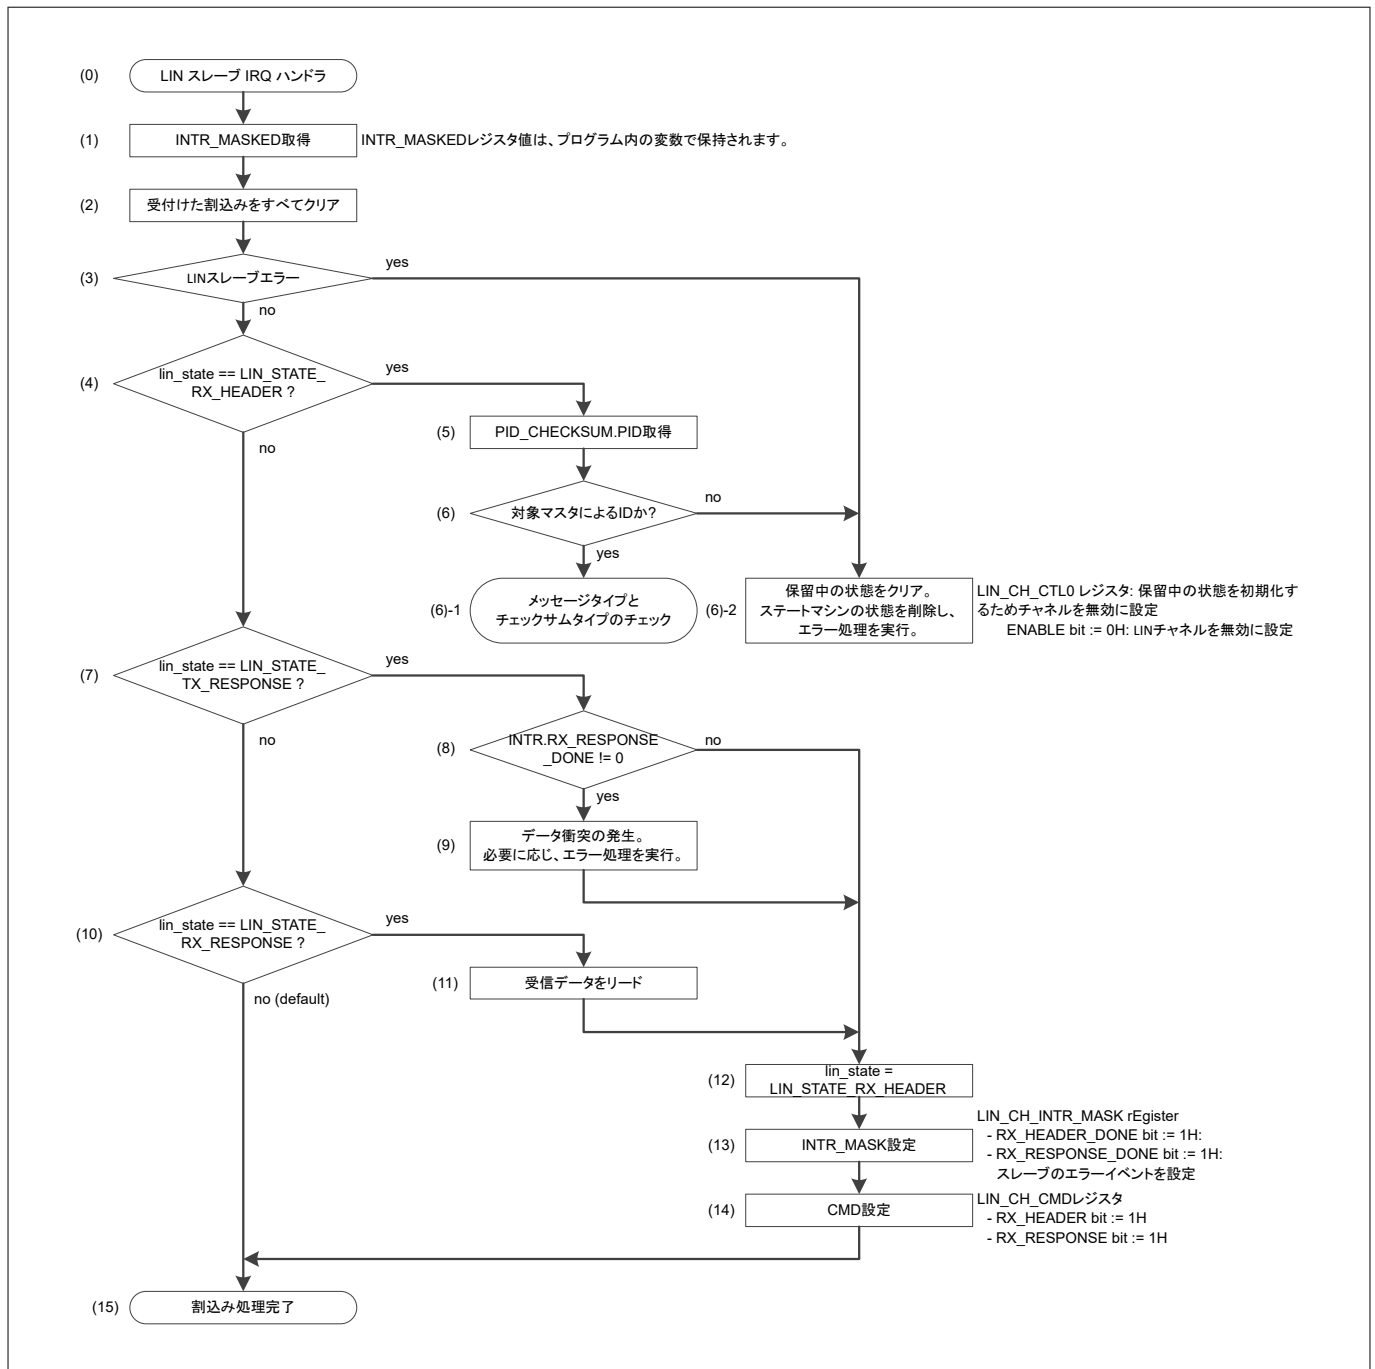 (0)
LIN スレーブ IRQ ハンドラ
(1)
INTR_MASKED取得
INTR_MASKEDレジスタ値は、プログラム内の変数で保持されます。
(2)
受付けた割込みをすべてクリア
(3)
LINスレーブエラー
yes
no
(4)
lin_state == LIN_STATE_
RX_HEADER ?
yes
no
(5)
PID_CHECKSUM.PID取得
(6)
対象マスタによるIDか?
no
yes
(6)-1
メッセージタイプと
チェックサムタイプのチェック
(6)-2
保留中の状態をクリア。
ステートマシンの状態を削除し、
エラー処理を実行。
LIN_CH_CTL0 レジスタ: 保留中の状態を初期化す
るためチャネルを無効に設定
ENABLE bit := 0H: LINチャネルを無効に設定
(7)
lin_state == LIN_STATE_
TX_RESPONSE ?
yes
no
(8)
INTR.RX_RESPONSE
_DONE != 0
no
yes
(9)
データ衝突の発生。
必要に応じ、エラー処理を実行。
(10)
lin_state == LIN_STATE_
RX_RESPONSE ?
yes
no (default)
(11)
受信データをリード
(12)
lin_state =
LIN_STATE_RX_HEADER
(13)
INTR_MASK設定
LIN_CH_INTR_MASK rEgister
- RX_HEADER_DONE bit := 1H:
- RX_RESPONSE_DONE bit := 1H:
スレーブのエラーイベントを設定
(14)
CMD設定
LIN_CH_CMDレジスタ
- RX_HEADER bit := 1H
- RX_RESPONSE bit := 1H
(15)
割込み処理完了